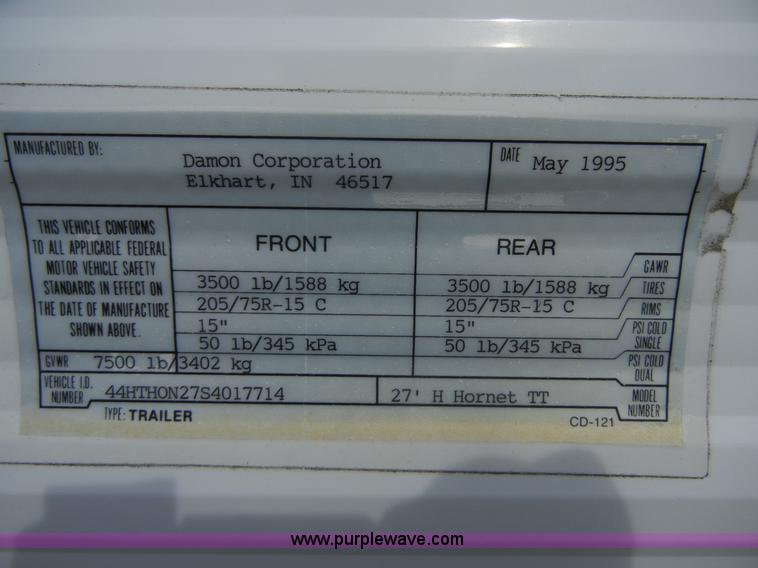 MANUFACTURED BY:
Damon Corporation
Elkhart, IN 46517
DATE May 1995
THIS VEHICLE CONFORMS
TO ALL APPLICABLE FEDERAL
MOTOR VEHICLE SAFETY
STANDARDS IN EFFECT ON
THE DATE OF MANUFACTURE
SHOWN ABOVE.
FRONT REAR
GAWR
3500 lb/1588 kg 3500 lb/1588 kg TIRES
205/75R-15 C 205/75R-15 C RIMS
15" 15" PSI COLD
SINGLE
50 lb/345 kPa 50 lb/345 kPa
GVWR 7500 lb/3402 kg PSI COLD
DUAL
VEHICLE I.D.
NUMBER 44HTHON27S4017714 27' H Hornet TT MODEL
NUMBER
TYPE: TRAILER CD-121
www.purplewave.com